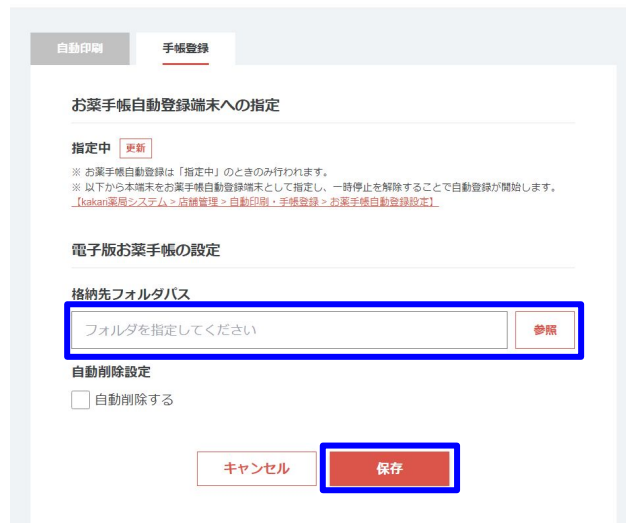 自動印刷
手帳登録
お薬手帳自動登録端末への指定
指定中 更新
※ お薬手帳自動登録は「指定中」のときのみ行われます。
※ 以下から本端末をお薬手帳自動登録端末として指定し、一時停止を解除することで自動登録が開始します。
【kakari薬局システム > 店舗管理 > 自動印刷・手帳登録 > お薬手帳自動登録設定】
電子版お薬手帳の設定
格納先フォルダパス
フォルダを指定してください 参照
自動削除設定
自動削除する
キャンセル 保存